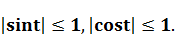 |sint| ≤ 1, |cost| ≤ 1.